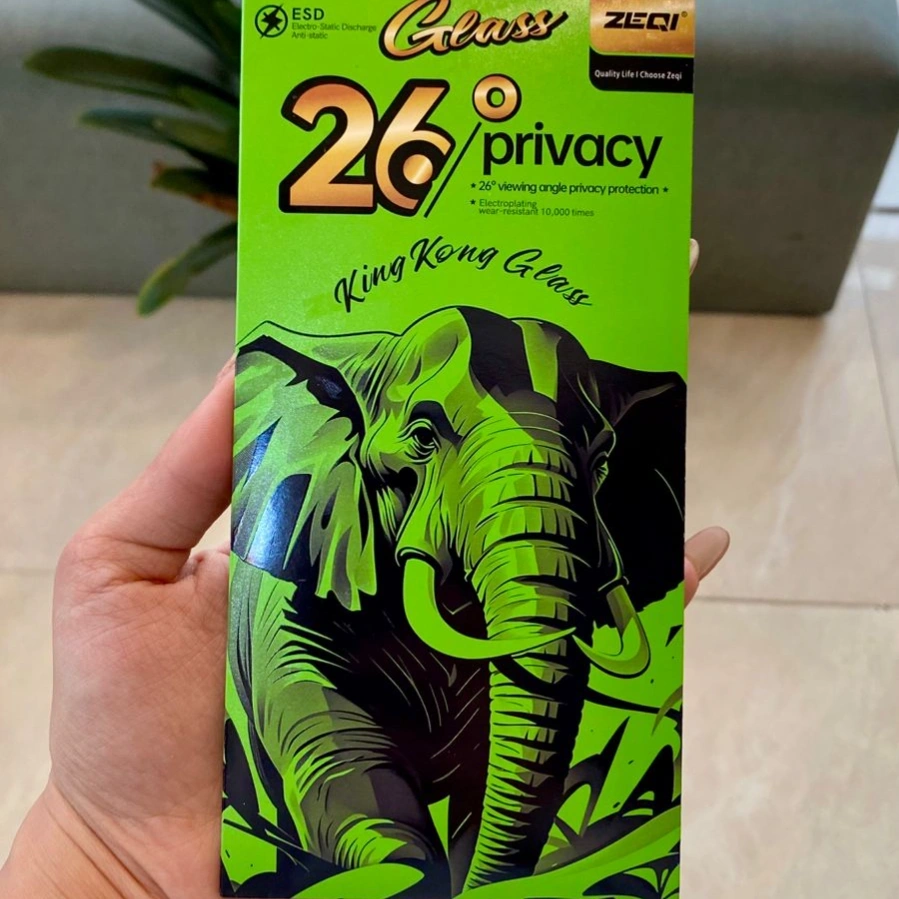 ESD
Electro-Static Discharge
Anti-static
Glass
ZEQI®
Quality Life I Choose Zeqi
26°
privacy
★ 26° viewing angle privacy protection ★
★ Electroplating
wear-resistant 10,000 times
King Kong Glass